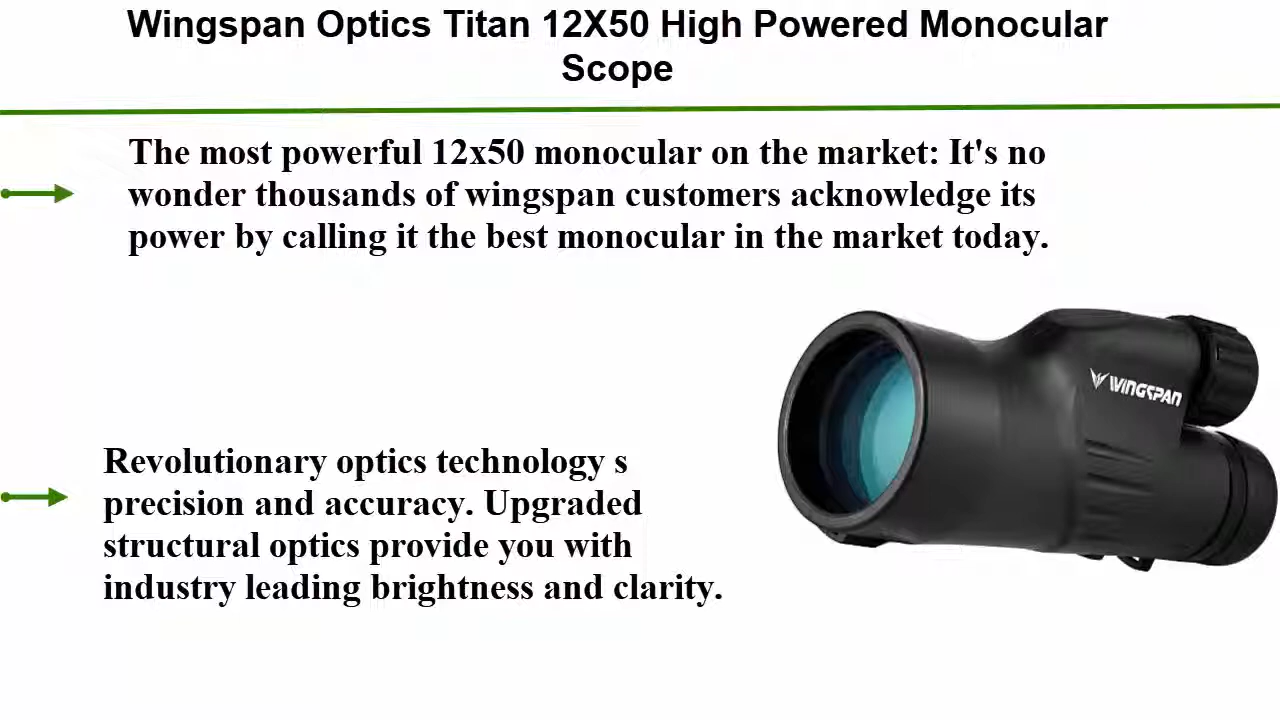 Wingspan Optics Titan 12X50 High Powered Monocular
Scope
The most powerful 12x50 monocular on the market: It's no
wonder thousands of wingspan customers acknowledge its
power by calling it the best monocular in the market today.
WINGSPAN
Revolutionary optics technology s
precision and accuracy. Upgraded
structural optics provide you with
industry leading brightness and clarity.